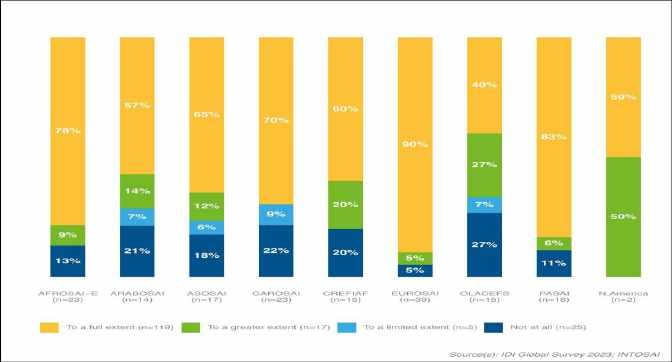 78% 57% 65% 70% 60% 90% 40% 83% 50%
14% 12% 20% 27%
9% 7% 6% 9% 5% 7% 6% 50%
13% 21% 18% 22% 20% 5% 27% 11%
AFROSAI-E ARABOSAI ASOSAI CAROSAI CREFIAF EUROSAI OLACEFS PASAI N.America
(n=23) (n=14) (n=17) (n=23) (n=15) (n=39) (n=15) (n=18) (n=2)
To a full extent (n=119) To a greater extent (n=17) To a limited extent (n=5) Not at all (n=25)
Source(s): IDI Global Survey 2023; INTOSAI